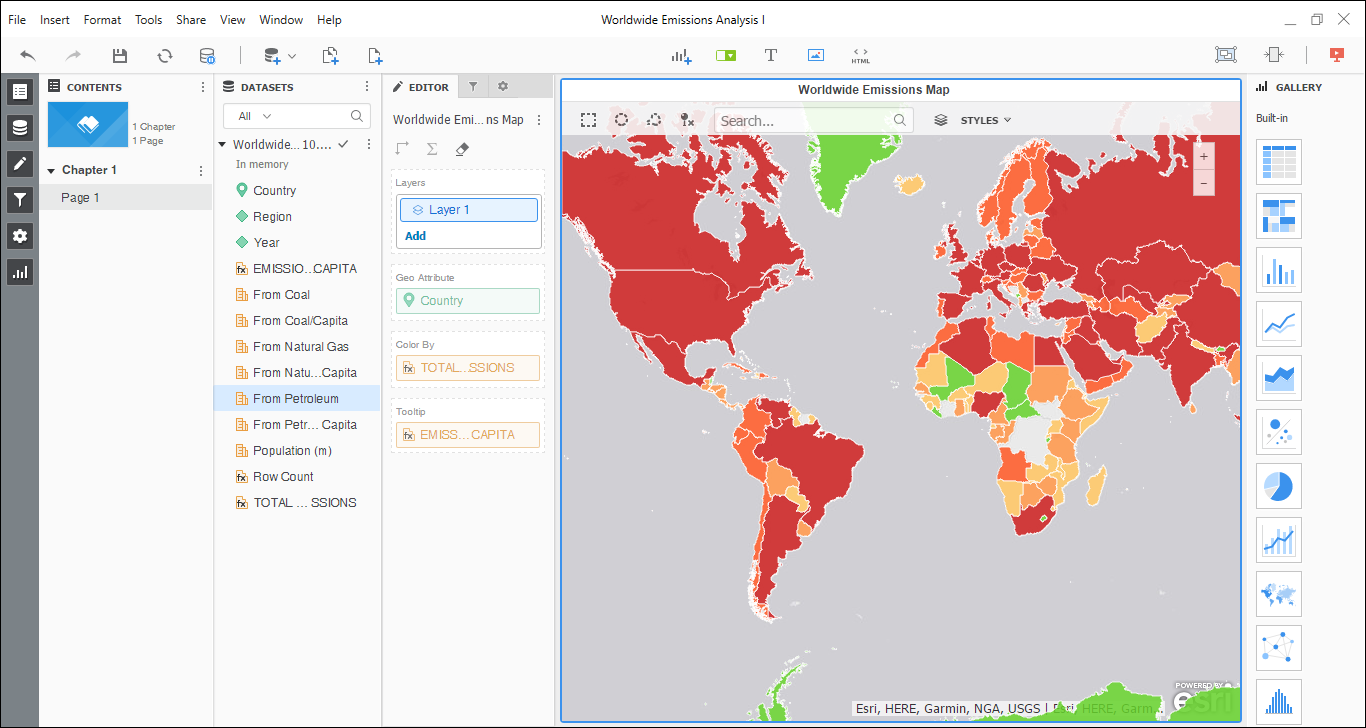 File Insert Format Tools Share View Window Help
Worldwide Emissions Analysis I
HTML
CONTENTS
1 Chapter
1 Page
Chapter 1
Page 1
DATASETS
All
Worldwide... 10....
In memory
Country
Region
Year
EMISSIO...CAPITA
From Coal
From Coal/Capita
From Natural Gas
From Natu...Capita
From Petroleum
From Petr... Capita
Population (m)
Row Count
TOTAL ... SSIONS
EDITOR
Worldwide Emi...ns Map
Layers
Layer 1
Add
Geo Attribute
Country
Color By
TOTAL...SSIONS
Tooltip
EMISS...CAPITA
Worldwide Emissions Map
Search...
STYLES
+
−
POWERED BY
esri
Esri, HERE, Garmin, NGA, USGS | Esri, HERE, Garm...
GALLERY
Built-in